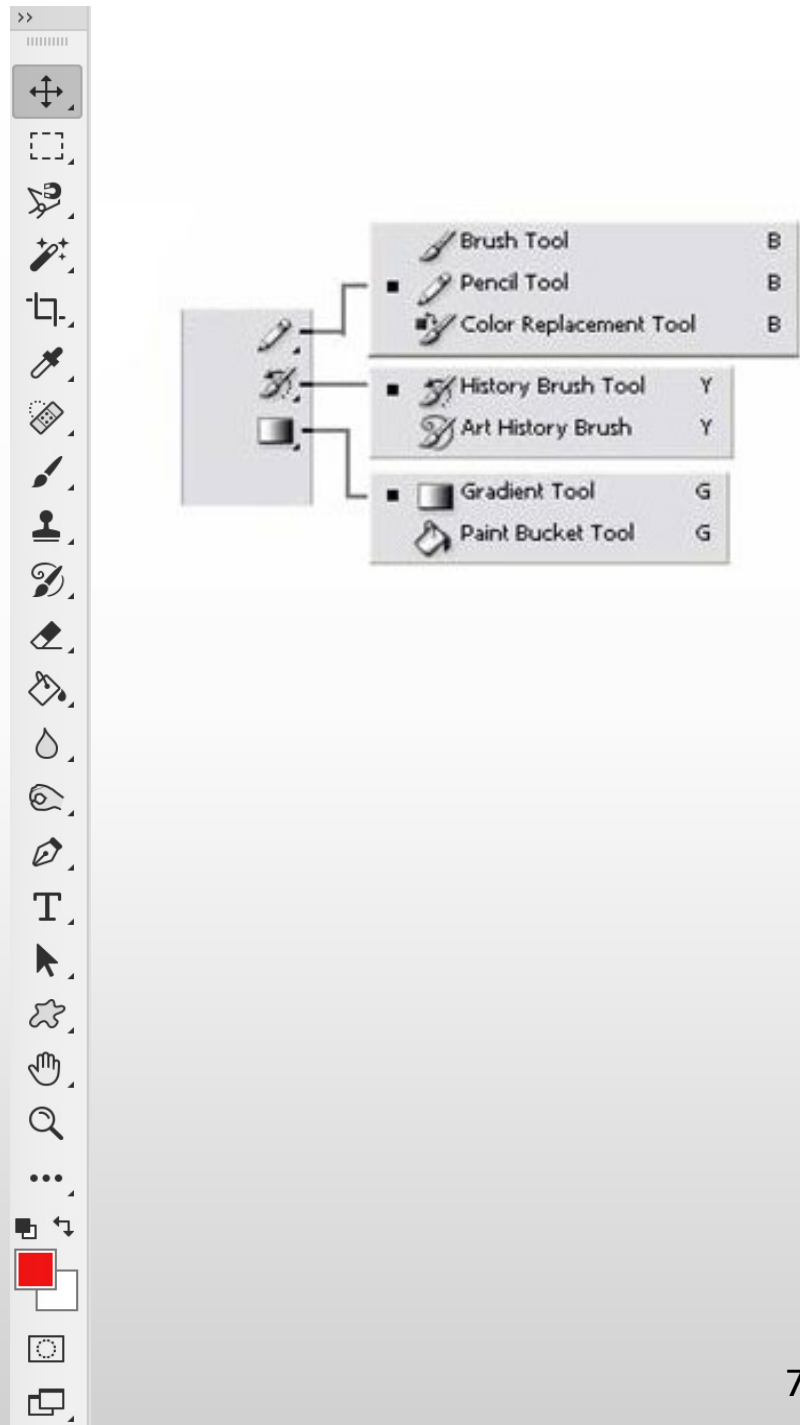 Brush Tool B
Pencil Tool B
Color Replacement Tool B
History Brush Tool Y
Art History Brush Y
Gradient Tool G
Paint Bucket Tool G
7